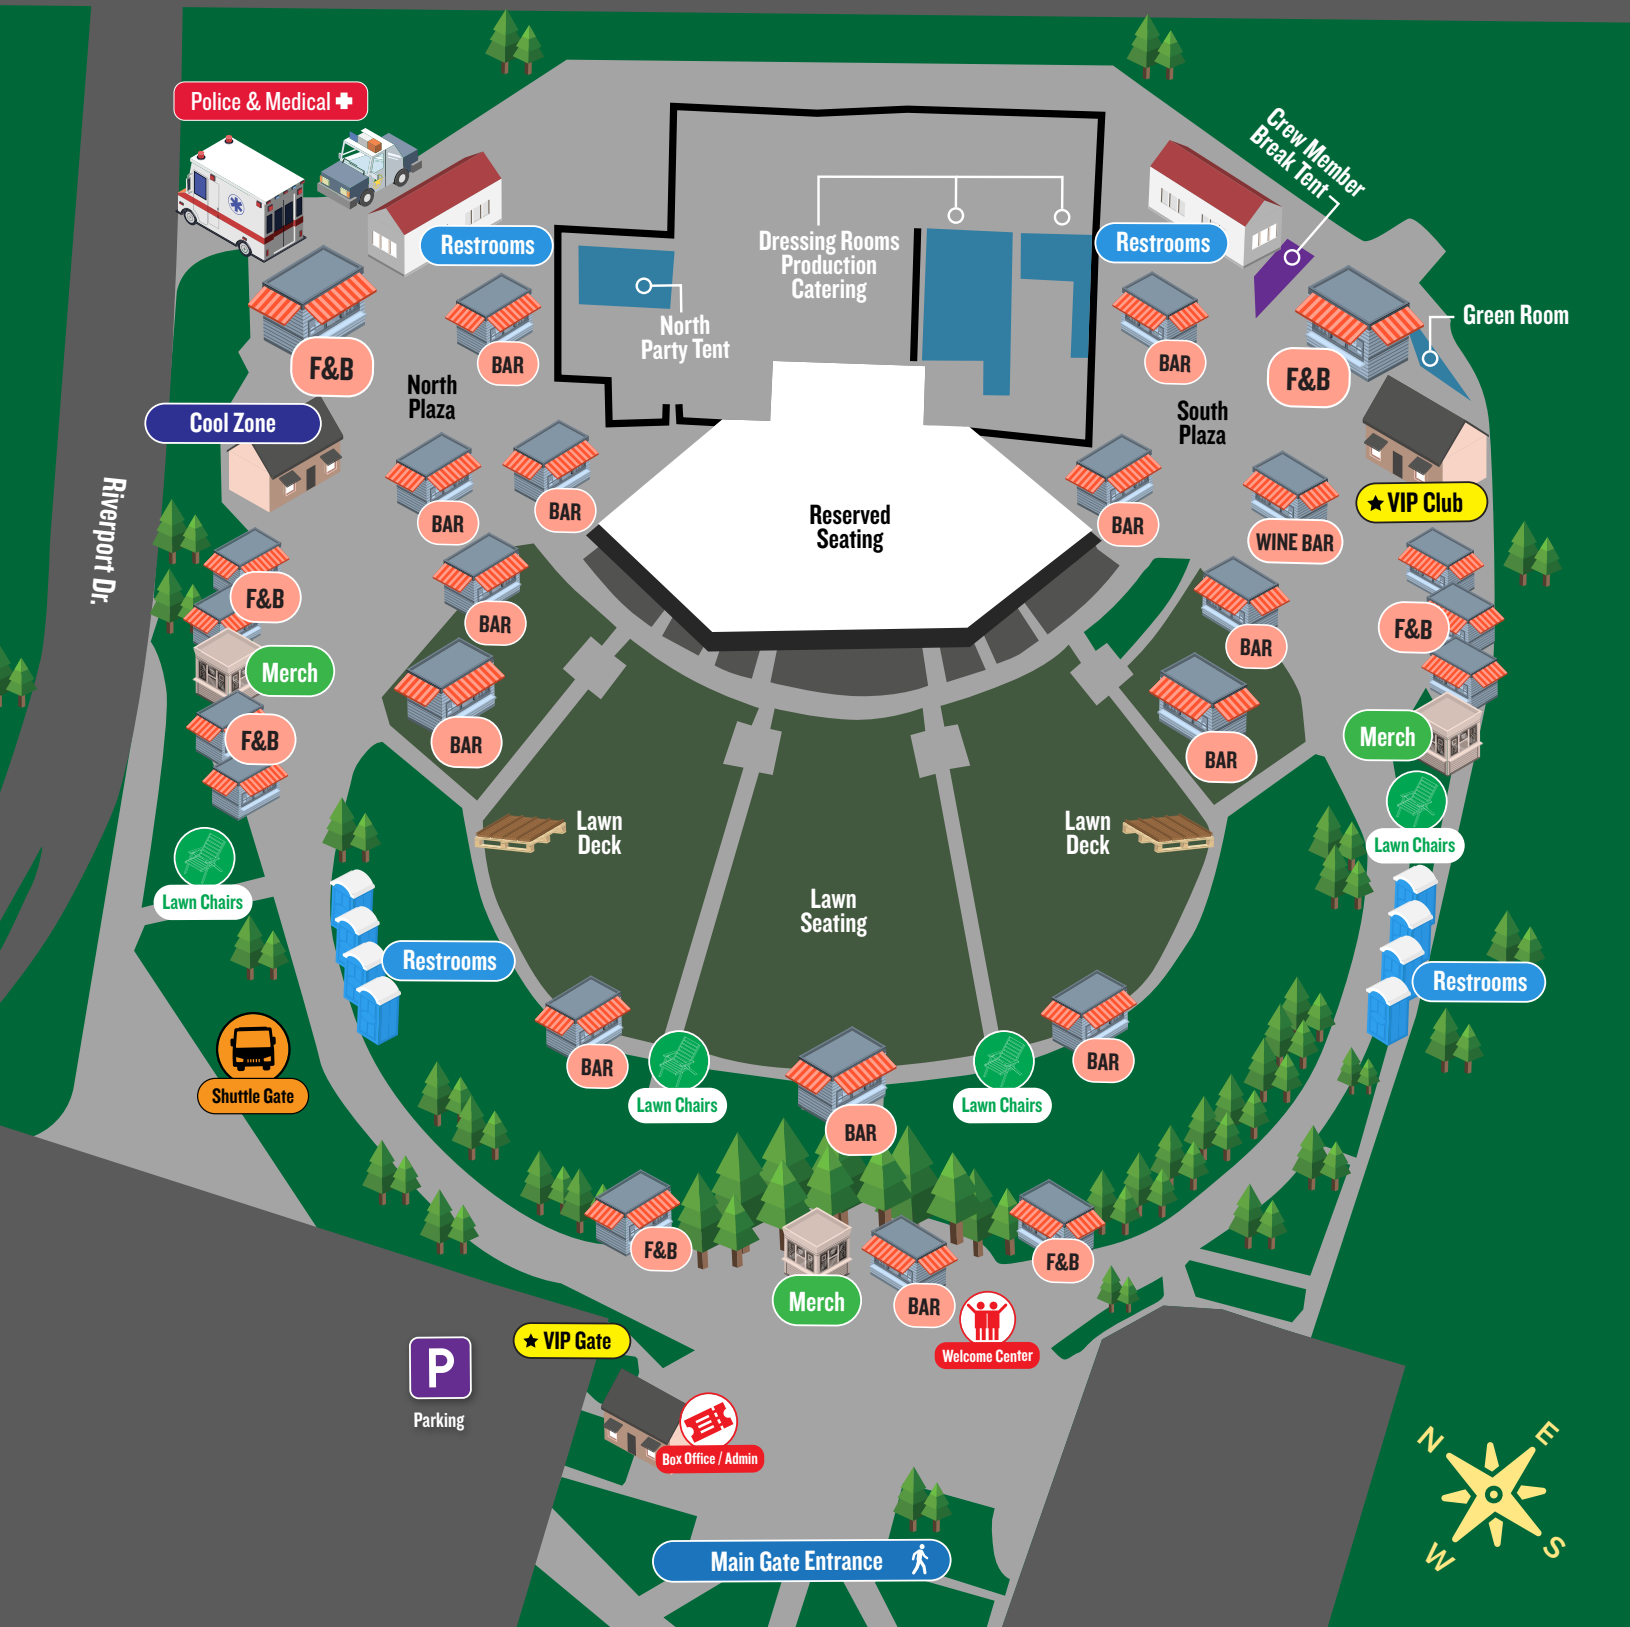 Police & Medical
Crew Member
Break Tent
Restrooms
Dressing Rooms
Production
Catering
Restrooms
North
Party Tent
Green Room
F&B
BAR
BAR
F&B
North
Plaza
South
Plaza
Cool Zone
VIP Club
BAR
BAR
Reserved
Seating
BAR
WINE BAR
Riverport Dr.
F&B
BAR
BAR
F&B
Merch
F&B
BAR
BAR
Merch
Lawn
Deck
Lawn
Deck
Lawn Chairs
Lawn Chairs
Lawn
Seating
Restrooms
Restrooms
Shuttle Gate
BAR
Lawn Chairs
BAR
Lawn Chairs
BAR
F&B
Merch
BAR
F&B
Welcome Center
VIP Gate
P
Parking
Box Office / Admin
Main Gate Entrance
N
E
W
S